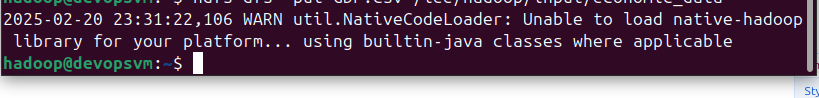 2025-02-20 23:31:22,106 WARN util.NativeCodeLoader: Unable to load native-hadoop
library for your platform... using builtin-java classes where applicable
hadoop@devopsvm:~$
Sty